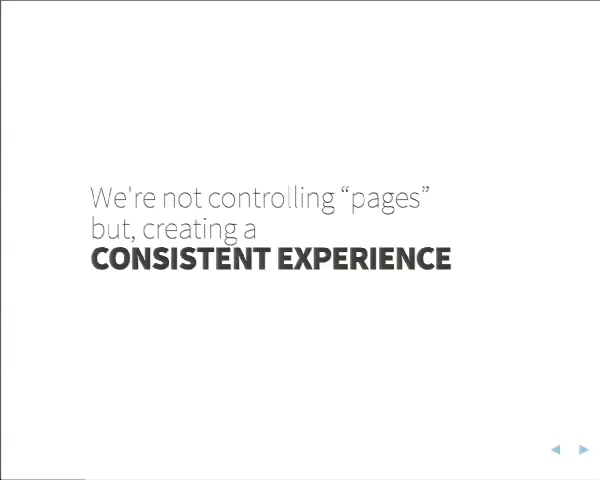 We're not controlling “pages”
but, creating a
CONSISTENT EXPERIENCE